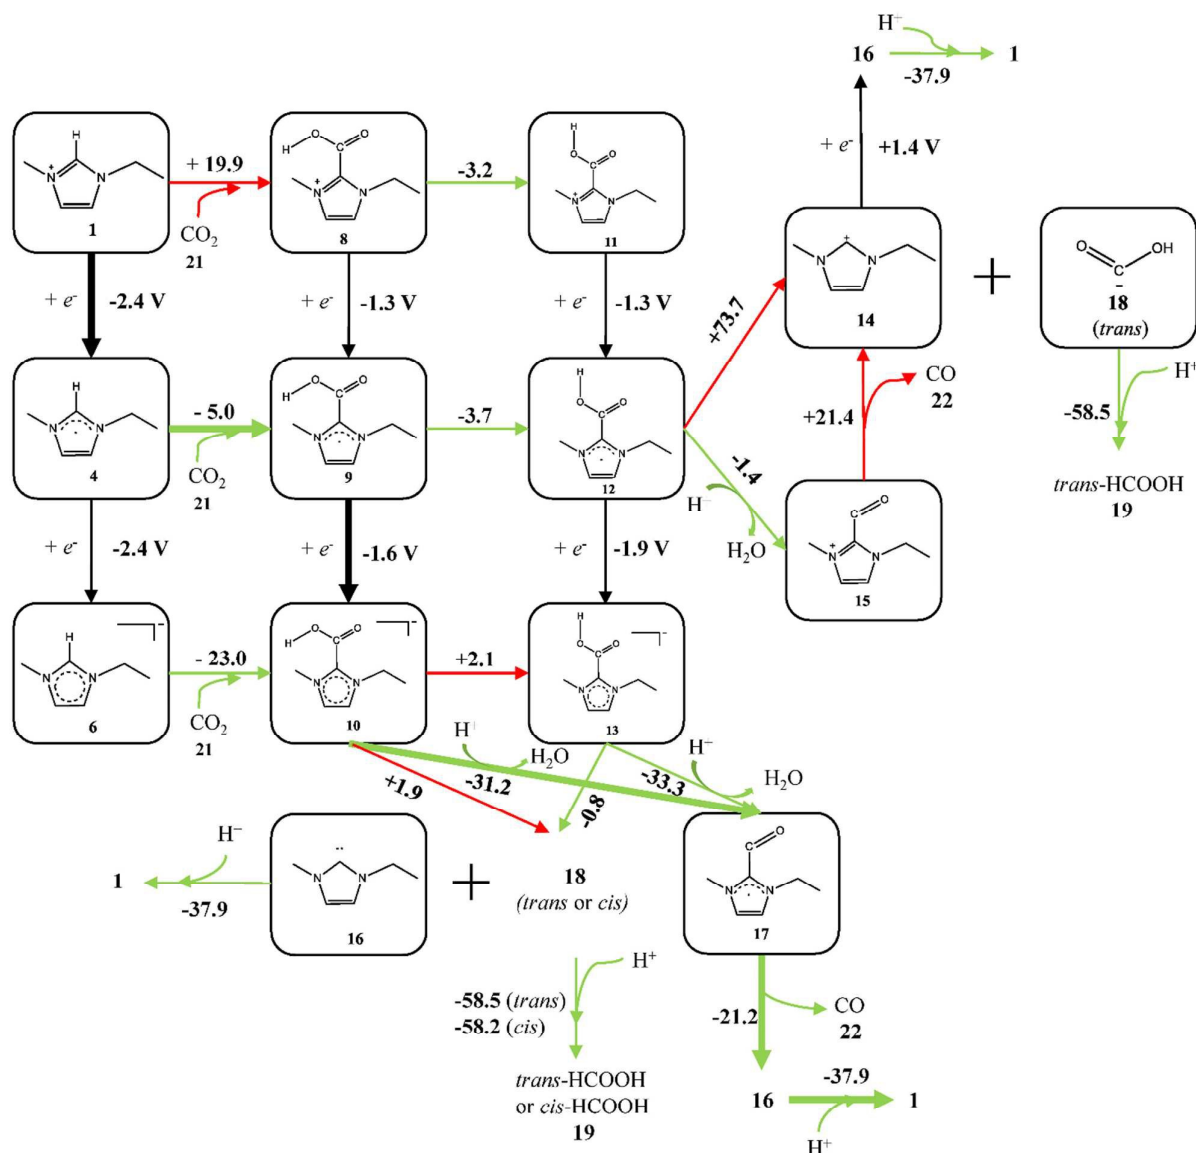 H⁺
16
-37.9
1
+ e⁻
+1.4 V
H
N
+
N
1
+ 19.9
CO₂
21
H
O
O
C
N
+
N
8
-3.2
H
O
O
C
N
+
N
11
+
N
N
14
+
O
OH
C
-
18
(trans)
+ e⁻
-2.4 V
+ e⁻
-1.3 V
+ e⁻
-1.3 V
+73.7
H
N
N
4
- 5.0
CO₂
21
H
O
O
C
N
N
9
-3.7
H
O
O
C
N
N
12
-1.4
H⁺
H₂O
+21.4
CO
22
-58.5
H⁺
trans-HCOOH
19
O
C
N
+
N
15
+ e⁻
-2.4 V
+ e⁻
-1.6 V
+ e⁻
-1.9 V
H
N
N
-
6
- 23.0
CO₂
21
H
O
O
C
N
N
-
10
+2.1
H
O
O
C
N
N
-
13
H⁺
H₂O
+1.9
-31.2
-0.8
-33.3
H⁺
H₂O
1
H⁺
-37.9
N
N
16
+
18
(trans or cis)
O
C
N
N
17
-58.5 (trans)
-58.2 (cis)
H⁺
trans-HCOOH
or cis-HCOOH
19
-21.2
CO
22
16
-37.9
1
H⁺